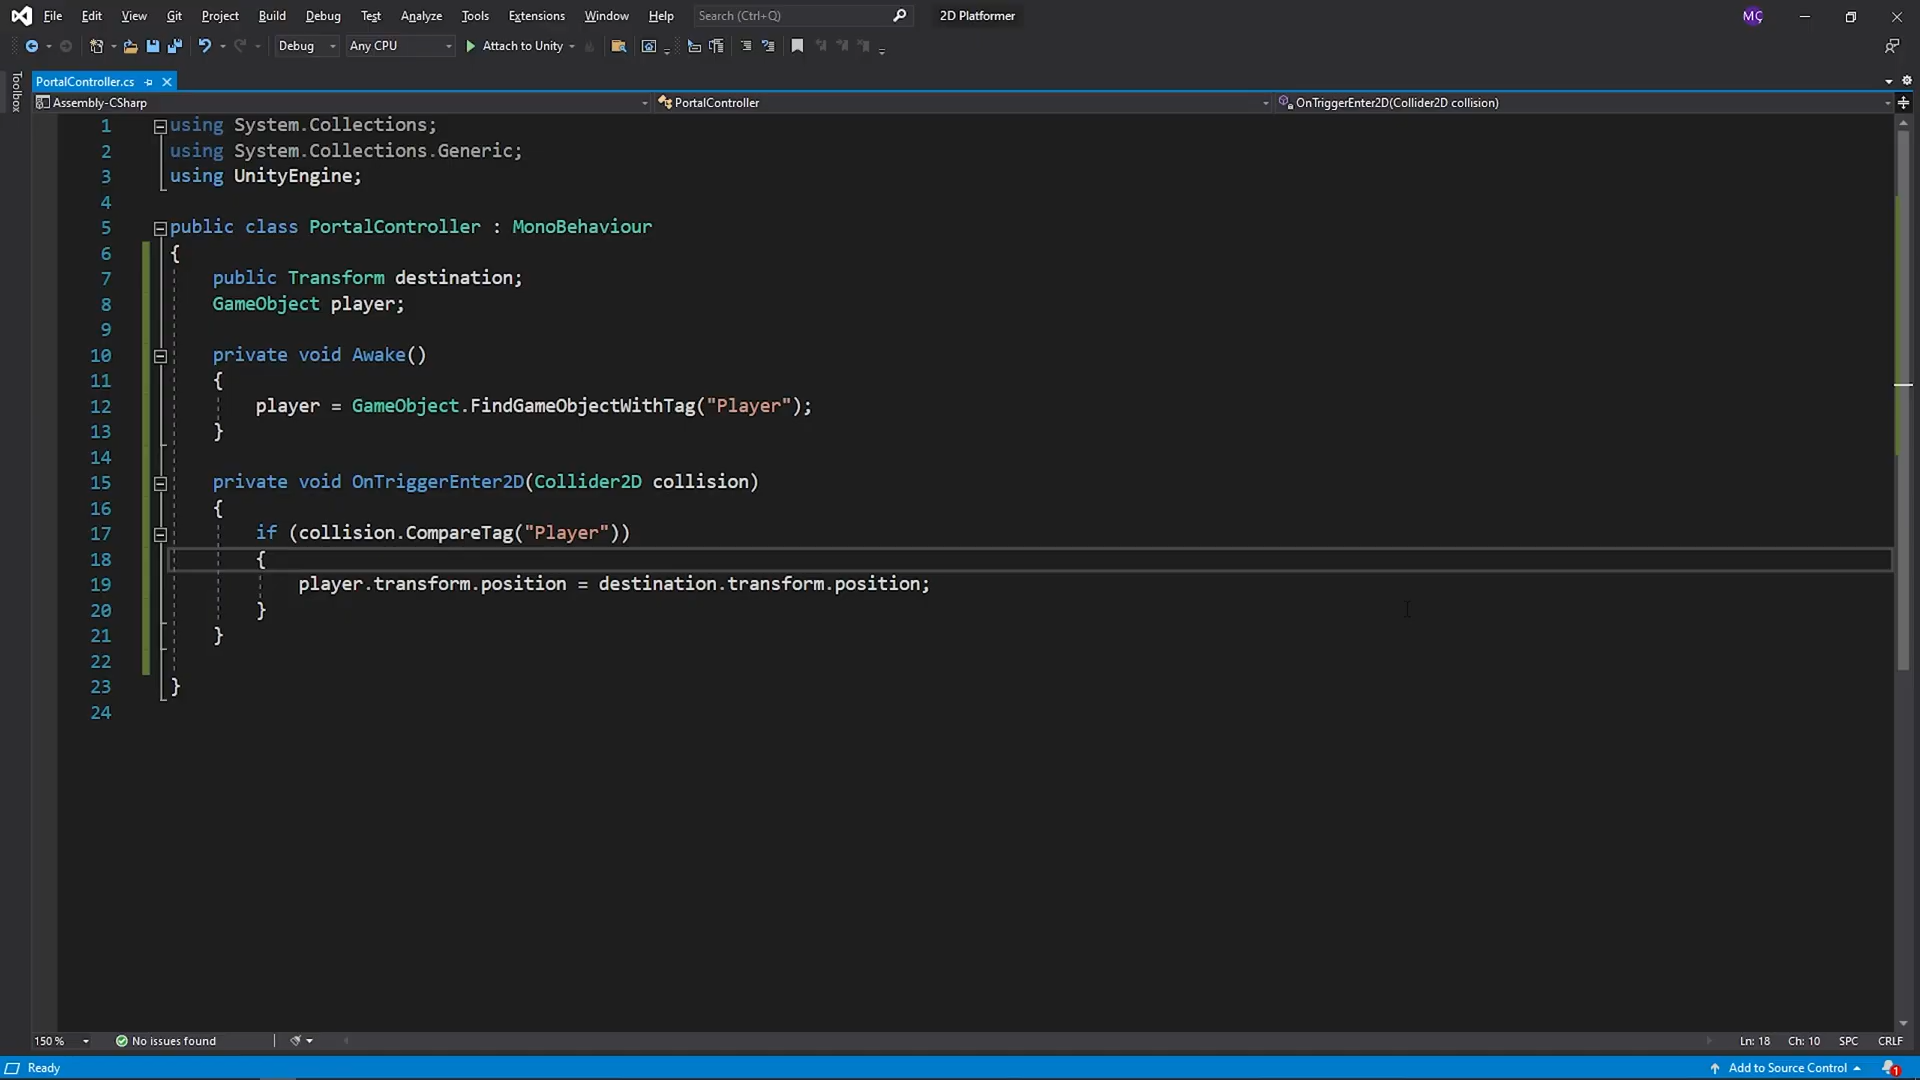 File Edit View Git Project Build Debug Test Analyze Tools Extensions Window Help Search (Ctrl+Q) 2D Platformer MÇ
Debug Any CPU Attach to Unity
Toolbox
PortalController.cs
Assembly-CSharp PortalController OnTriggerEnter2D(Collider2D collision)
1 using System.Collections;
2 using System.Collections.Generic;
3 using UnityEngine;
4
5 public class PortalController : MonoBehaviour
6 {
7 public Transform destination;
8 GameObject player;
9
10 private void Awake()
11 {
12 player = GameObject.FindGameObjectWithTag("Player");
13 }
14
15 private void OnTriggerEnter2D(Collider2D collision)
16 {
17 if (collision.CompareTag("Player"))
18 {
19 player.transform.position = destination.transform.position;
20 }
21 }
22
23 }
24
150 % No issues found Ln: 18 Ch: 10 SPC CRLF
Ready Add to Source Control 1